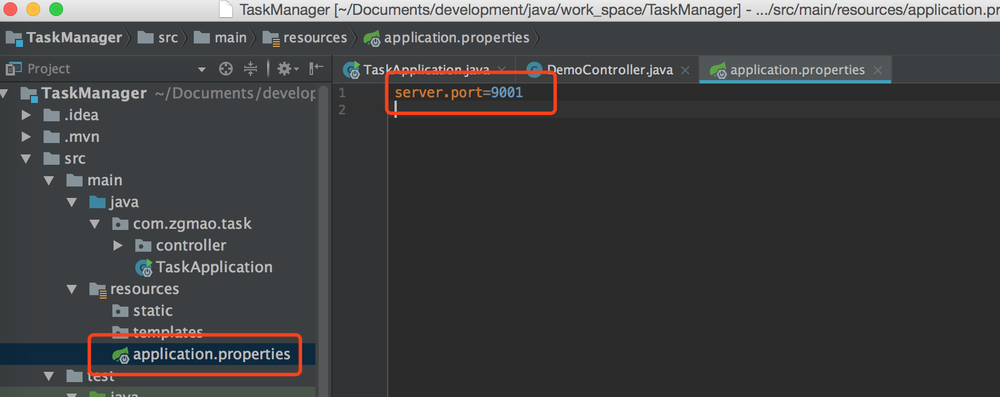 TaskManager [~/Documents/development/java/work_space/TaskManager] - .../src/main/resources/application.pr
TaskManager src main resources application.properties
Project
TaskApplication.java DemoController.java application.properties
TaskManager ~/Documents/develop
.idea
.mvn
src
main
java
com.zgmao.task
controller
TaskApplication
resources
static
templates
application.properties
test
java
1 server.port=9001
2